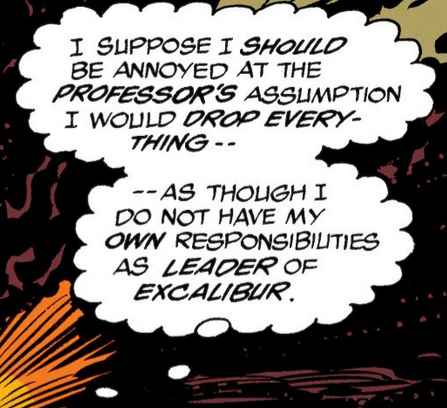 I SUPPOSE I SHOULD
BE ANNOYED AT THE
PROFESSOR'S ASSUMPTION
I WOULD DROP EVERY-
THING --
-- AS THOUGH I
DO NOT HAVE MY
OWN RESPONSIBILITIES
AS LEADER OF
EXCALIBUR.